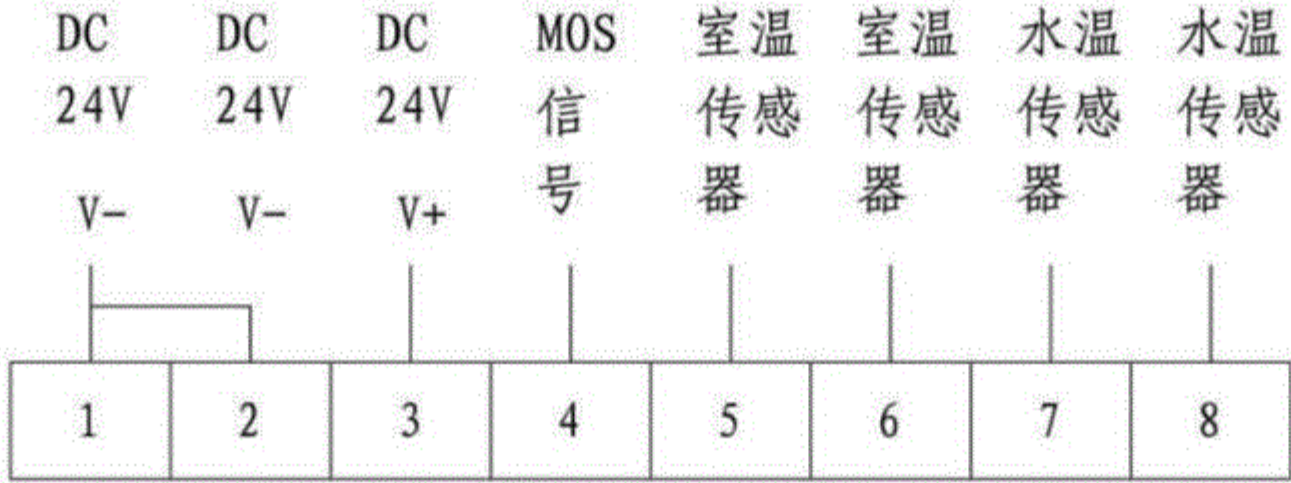 DC DC DC MOS 室温 室温 水温 水温
24V 24V 24V 信 传感 传感 传感 传感
号 器 器 器 器
V- V- V+
1 2 3 4 5 6 7 8